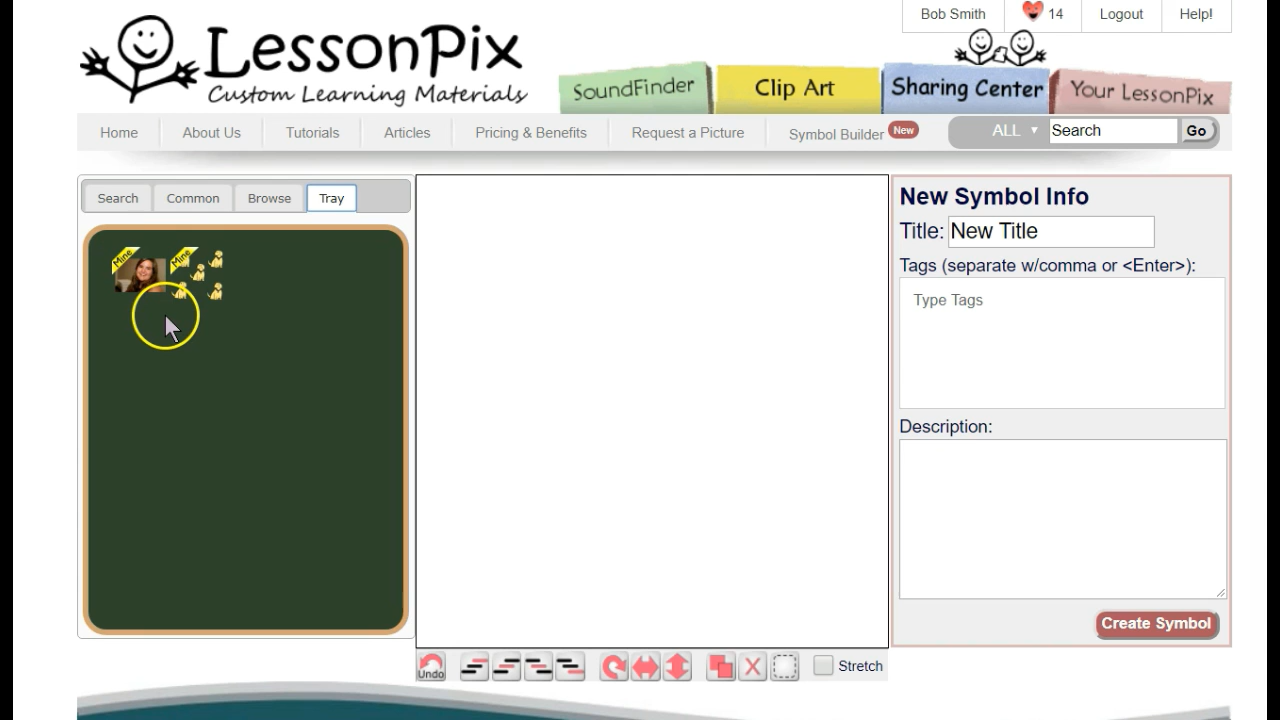 Bob Smith
14
Logout
Help!
LessonPix
Custom Learning Materials
SoundFinder
Clip Art
Sharing Center
Your LessonPix
Home
About Us
Tutorials
Articles
Pricing & Benefits
Request a Picture
Symbol Builder New
ALL ▼
Search
Go
Search
Common
Browse
Tray
Mine
Mine
New Symbol Info
Title: New Title
Tags (separate w/comma or <Enter>):
Type Tags
Description:
Create Symbol
Undo
Stretch